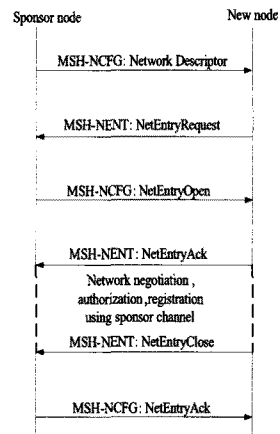 Sponsor node
New node
MSH-NCFG: Network Descriptor
MSH-NENT: NetEntryRequest
MSH-NCFG: NetEntryOpen
MSH-NENT: NetEntryAck
Network negotiation ,
authorization ,registration
using sponsor channel
MSH-NENT: NetEntryClose
MSH-NCFG: NetEntryAck